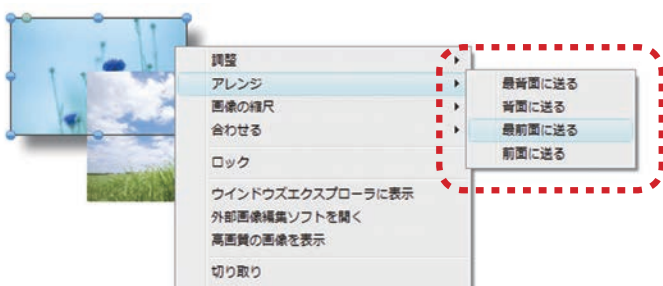 調整
アレンジ
画像の縮尺
合わせる
ロック
ウインドウズエクスプローラに表示
外部画像編集ソフトを開く
高画質の画像を表示
切り取り
最背面に送る
背面に送る
最前面に送る
前面に送る